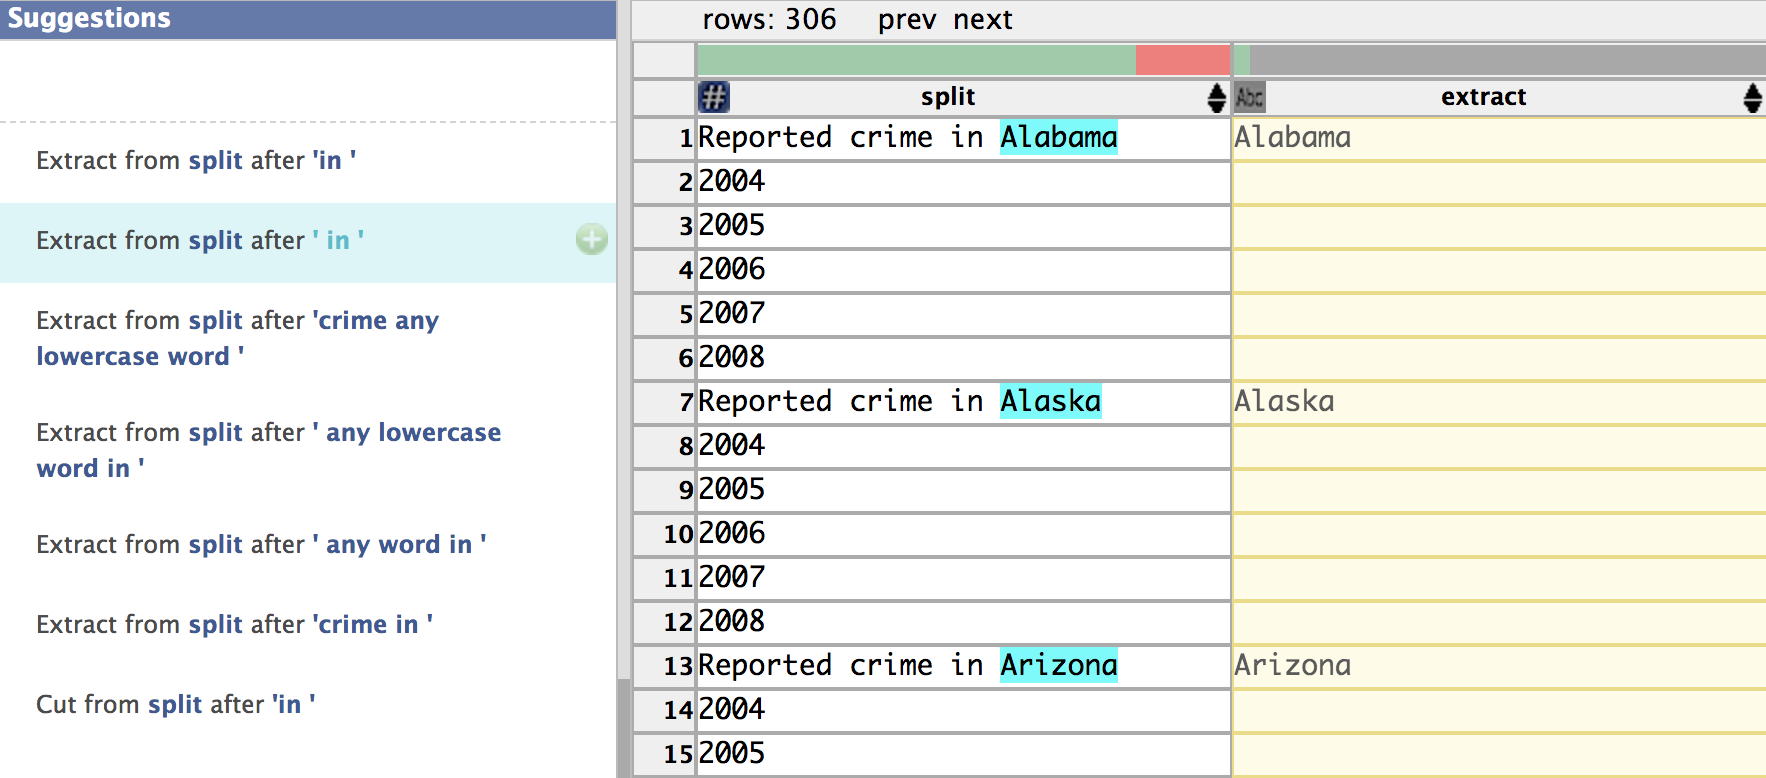 Suggestions
Extract from split after 'in '
Extract from split after ' in '
Extract from split after 'crime any
lowercase word '
Extract from split after ' any lowercase
word in '
Extract from split after ' any word in '
Extract from split after 'crime in '
Cut from split after 'in '
rows: 306 prev next
# split Abc extract
1 Reported crime in Alabama Alabama
2 2004
3 2005
4 2006
5 2007
6 2008
7 Reported crime in Alaska Alaska
8 2004
9 2005
10 2006
11 2007
12 2008
13 Reported crime in Arizona Arizona
14 2004
15 2005